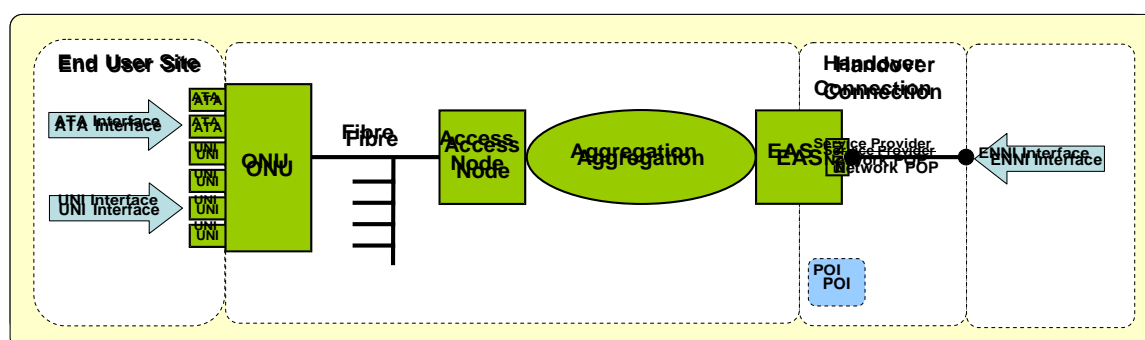 End User Site
Handover
Connection
ATA
ATA
UNI
UNI
UNI
UNI
ATA Interface
UNI Interface
ONU
Fibre
Access
Node
Aggregation
EAS
Service Provider
Network POP
ENNI Interface
POI